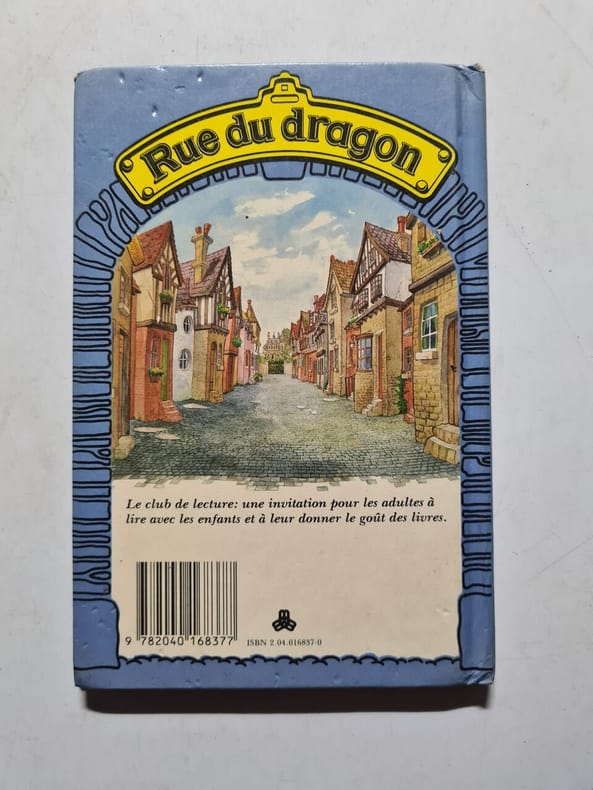 Rue du dragon
Le club de lecture: une invitation pour les adultes à
lire avec les enfants et à leur donner le goût des livres.
9 782040 168377
ISBN 2.04.016837-0